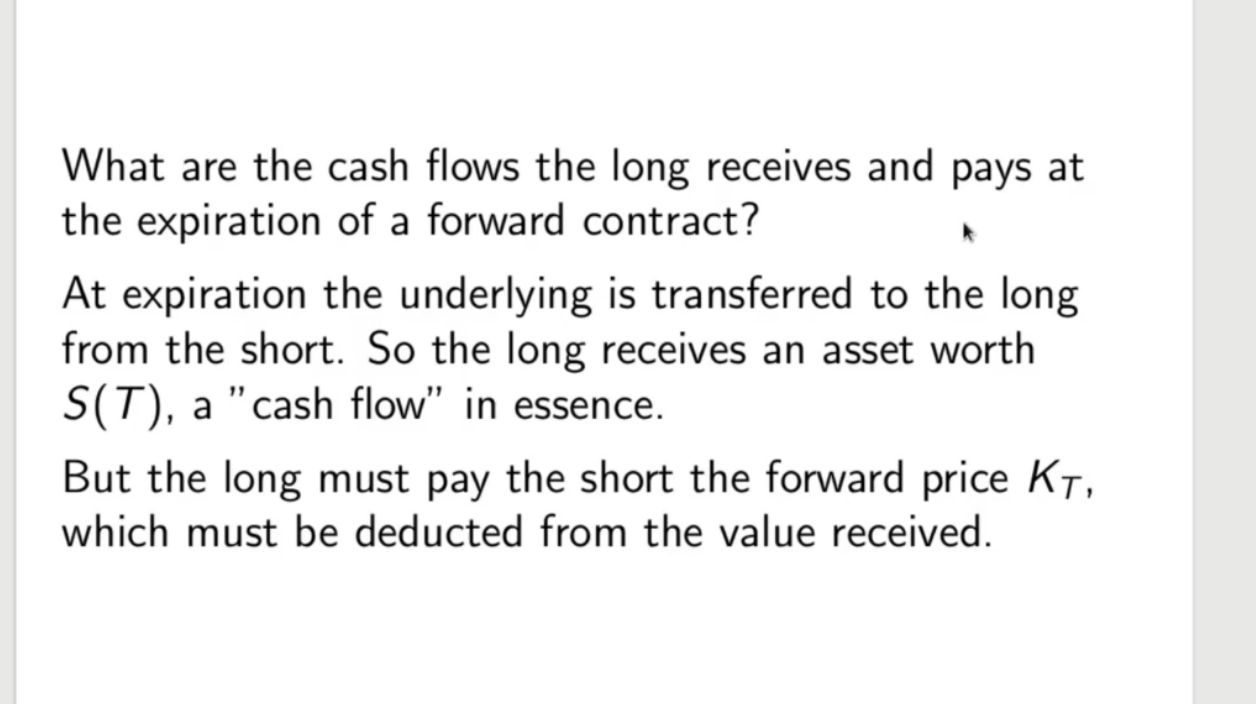 What are the cash flows the long receives and pays at
the expiration of a forward contract?
At expiration the underlying is transferred to the long
from the short. So the long receives an asset worth
S(T), a ”cash flow” in essence.
But the long must pay the short the forward price K_T,
which must be deducted from the value received.